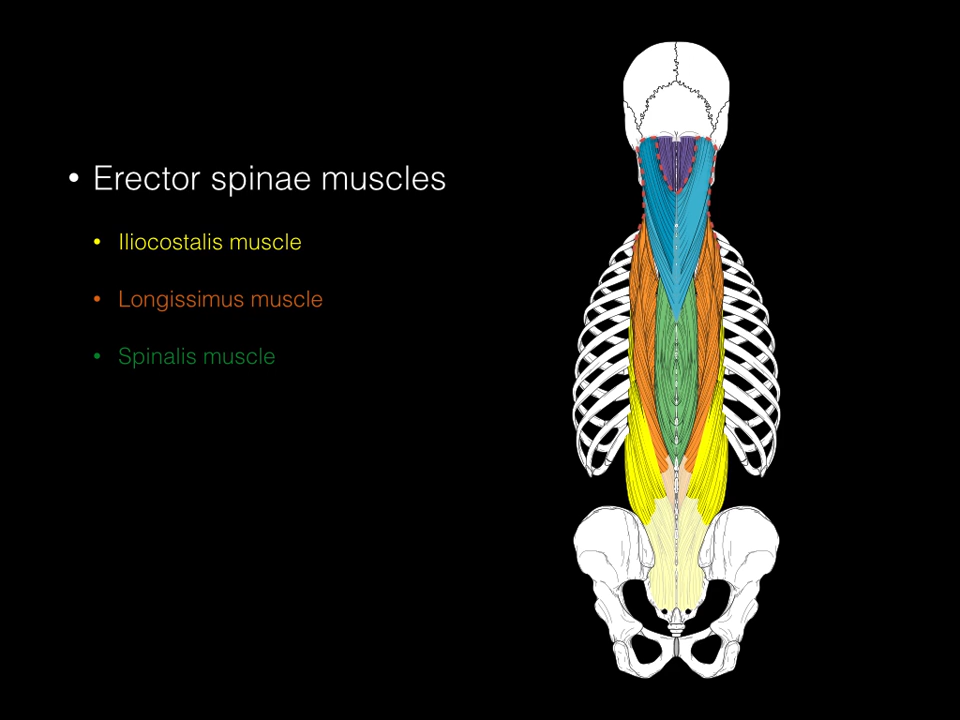 • Erector spinae muscles
• Iliocostalis muscle
• Longissimus muscle
• Spinalis muscle